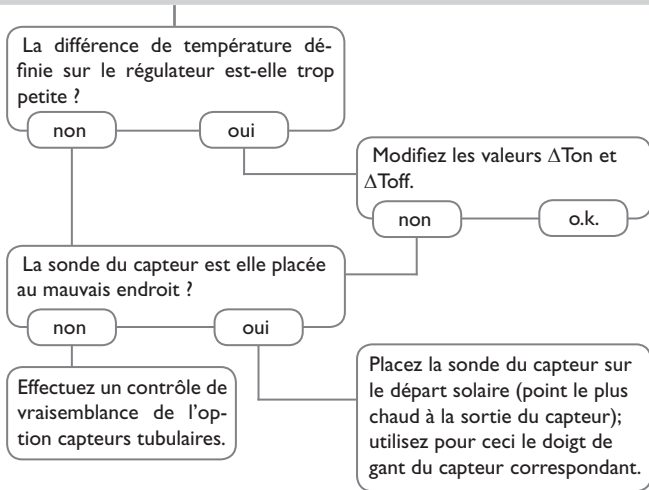 La différence de température dé-
finie sur le régulateur est-elle trop
petite ?
non
oui
Modifiez les valeurs ΔTon et
ΔToff.
non
o.k.
La sonde du capteur est elle placée
au mauvais endroit ?
non
oui
Effectuez un contrôle de
vraisemblance de l'op-
tion capteurs tubulaires.
Placez la sonde du capteur sur
le départ solaire (point le plus
chaud à la sortie du capteur);
utilisez pour ceci le doigt de
gant du capteur correspondant.